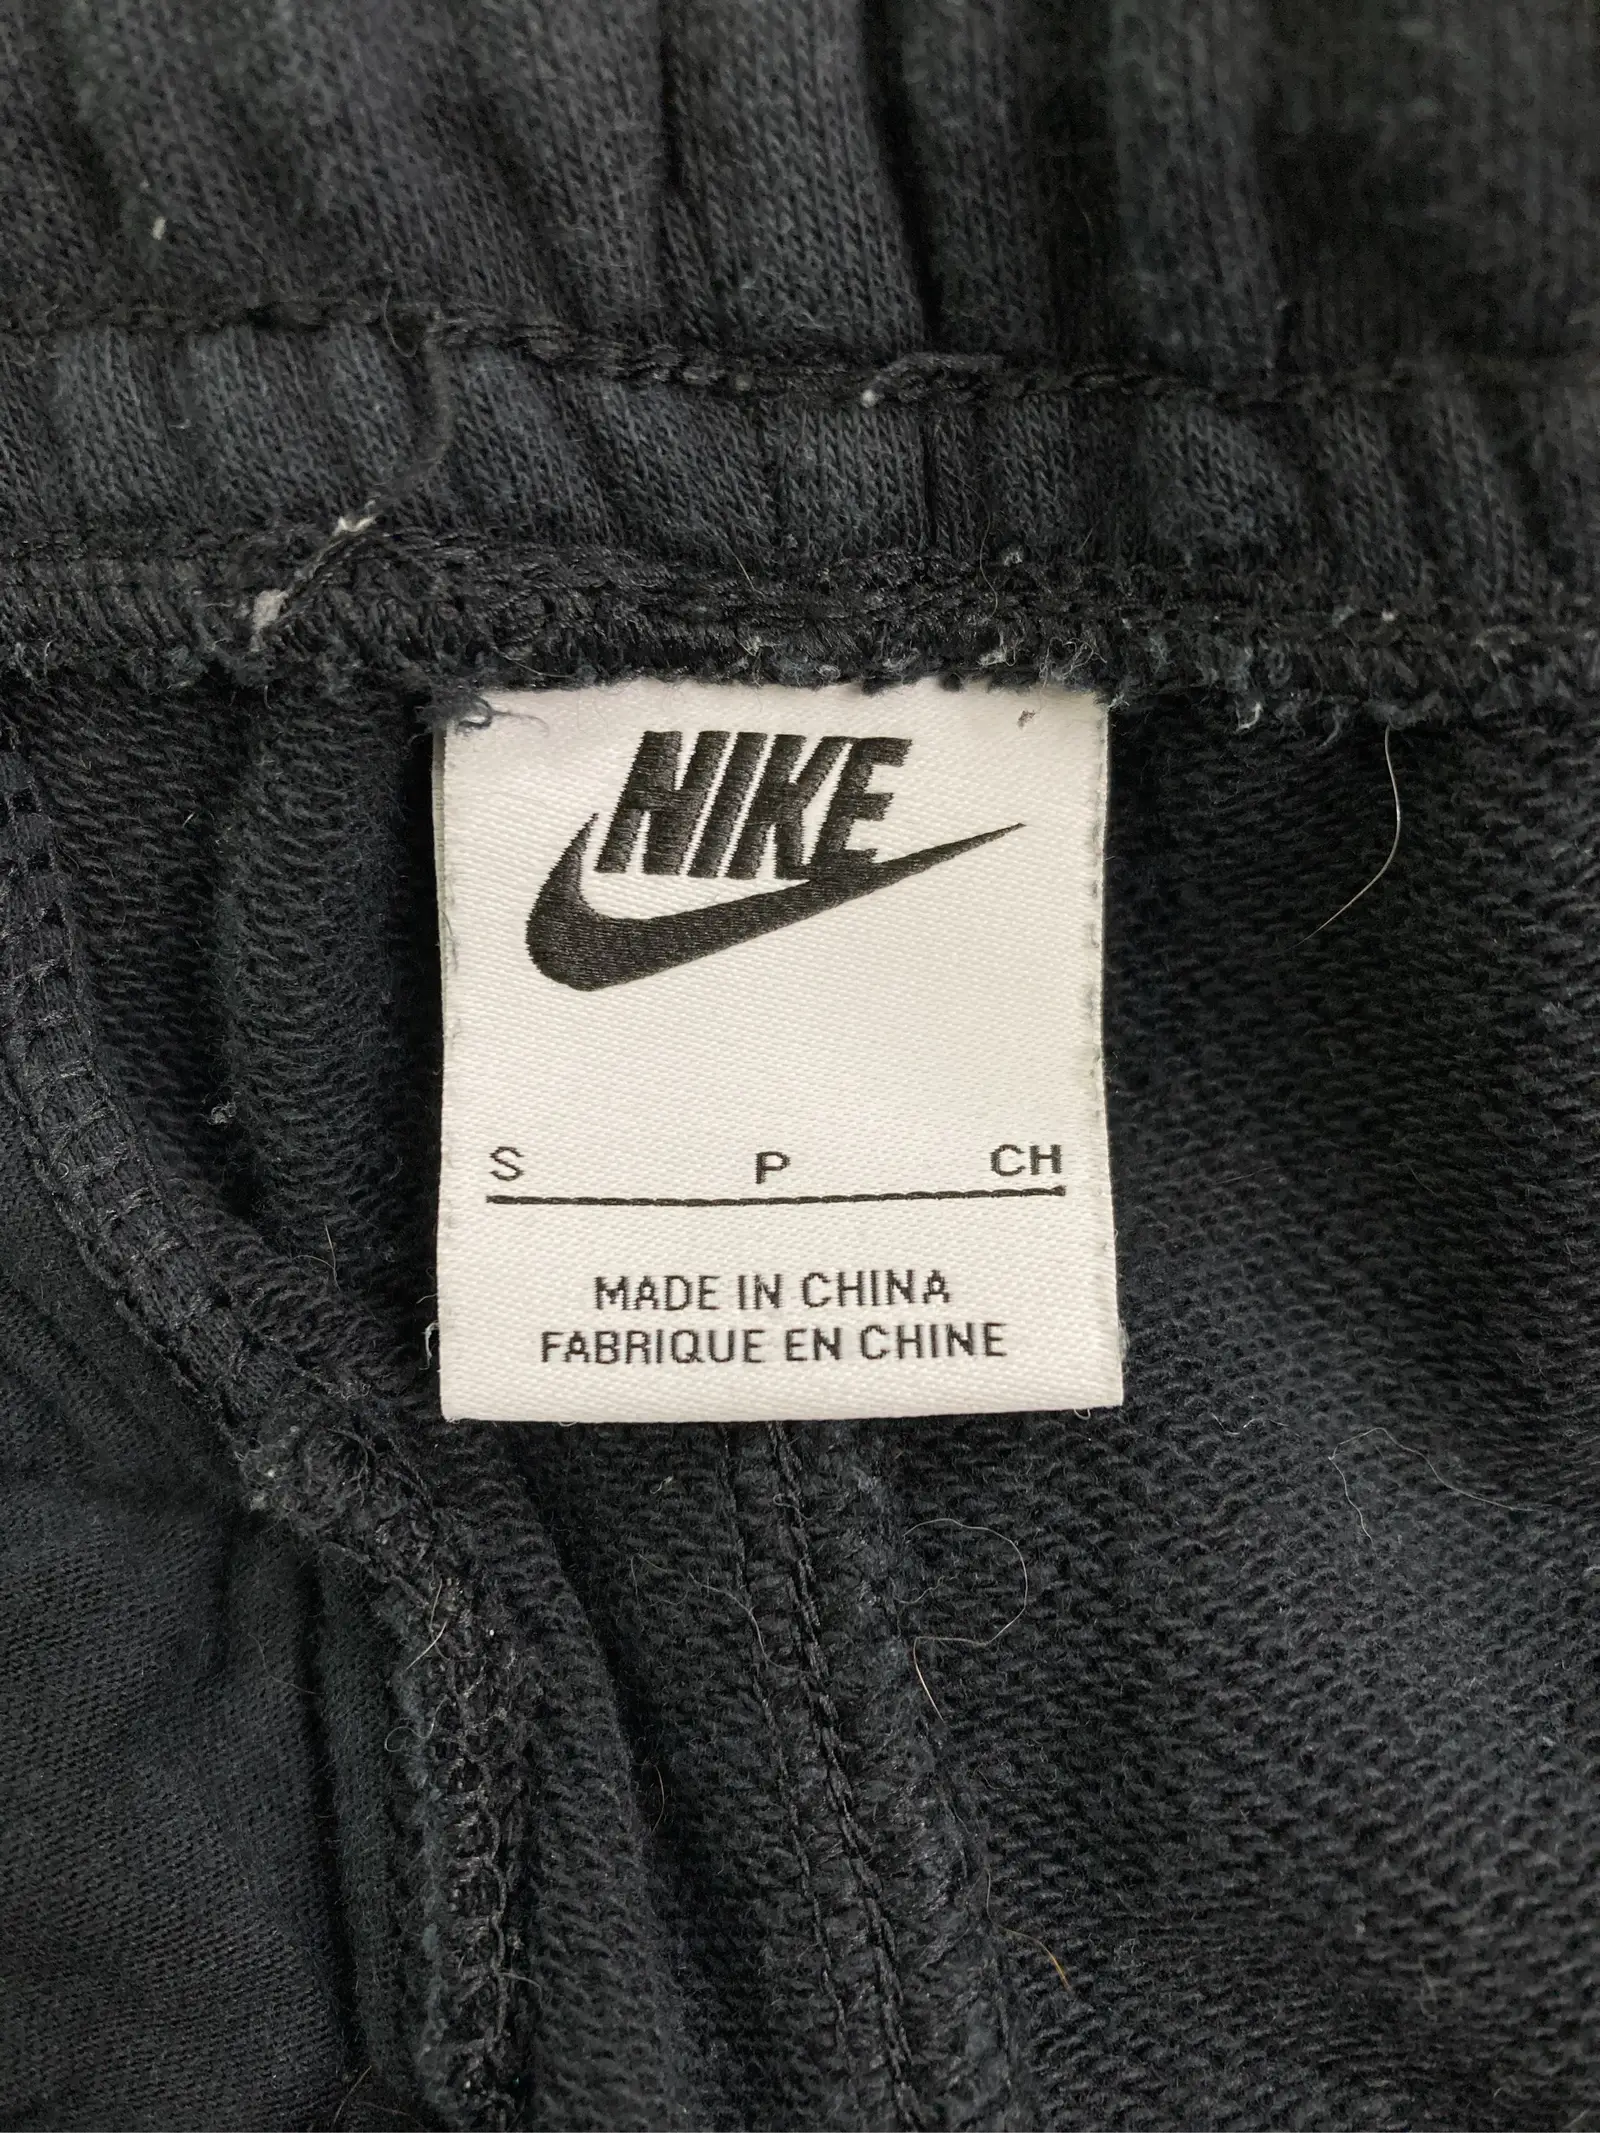 NIKE
S P CH
MADE IN CHINA
FABRIQUE EN CHINE